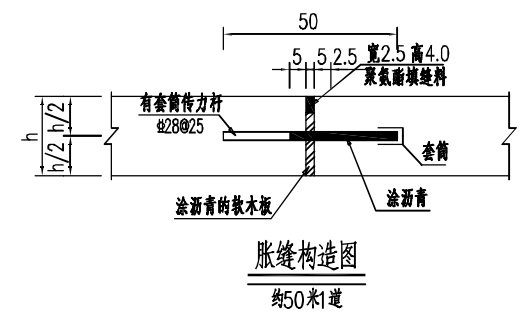 50
5 5 2.5
宽2.5 高4.0
聚氨酯填缝料
有套筒传力杆
⌽28@25
h
h/2
h/2
套筒
涂沥青的软木板
涂沥青
胀缝构造图
约50米1道